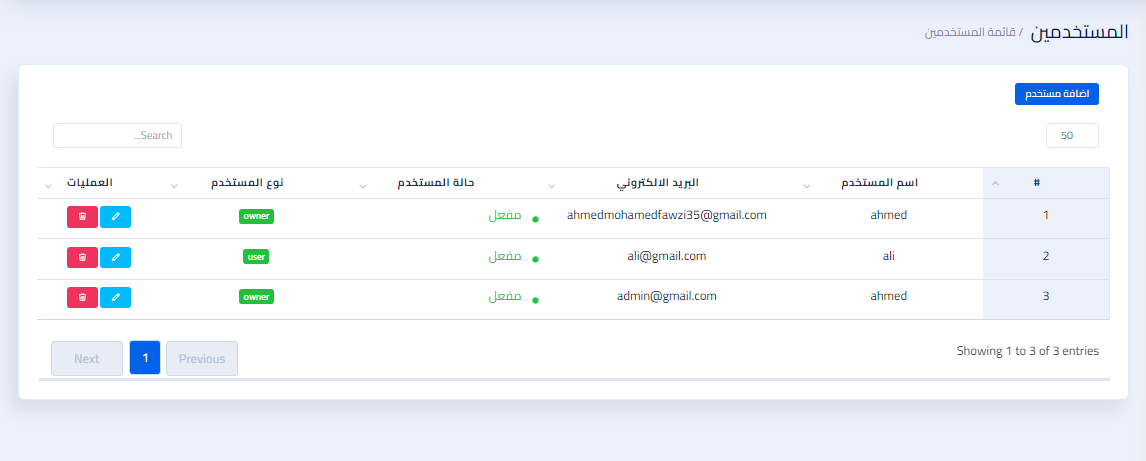 المستخدمين / قائمة المستخدمين
اضافة مستخدم
50 Search...
# اسم المستخدم البريد الالكتروني حالة المستخدم نوع المستخدم العمليات
1 ahmed ahmedmohamedfawzi35@gmail.com مفعل owner
2 ali ali@gmail.com مفعل user
3 ahmed admin@gmail.com مفعل owner
Showing 1 to 3 of 3 entries Previous 1 Next